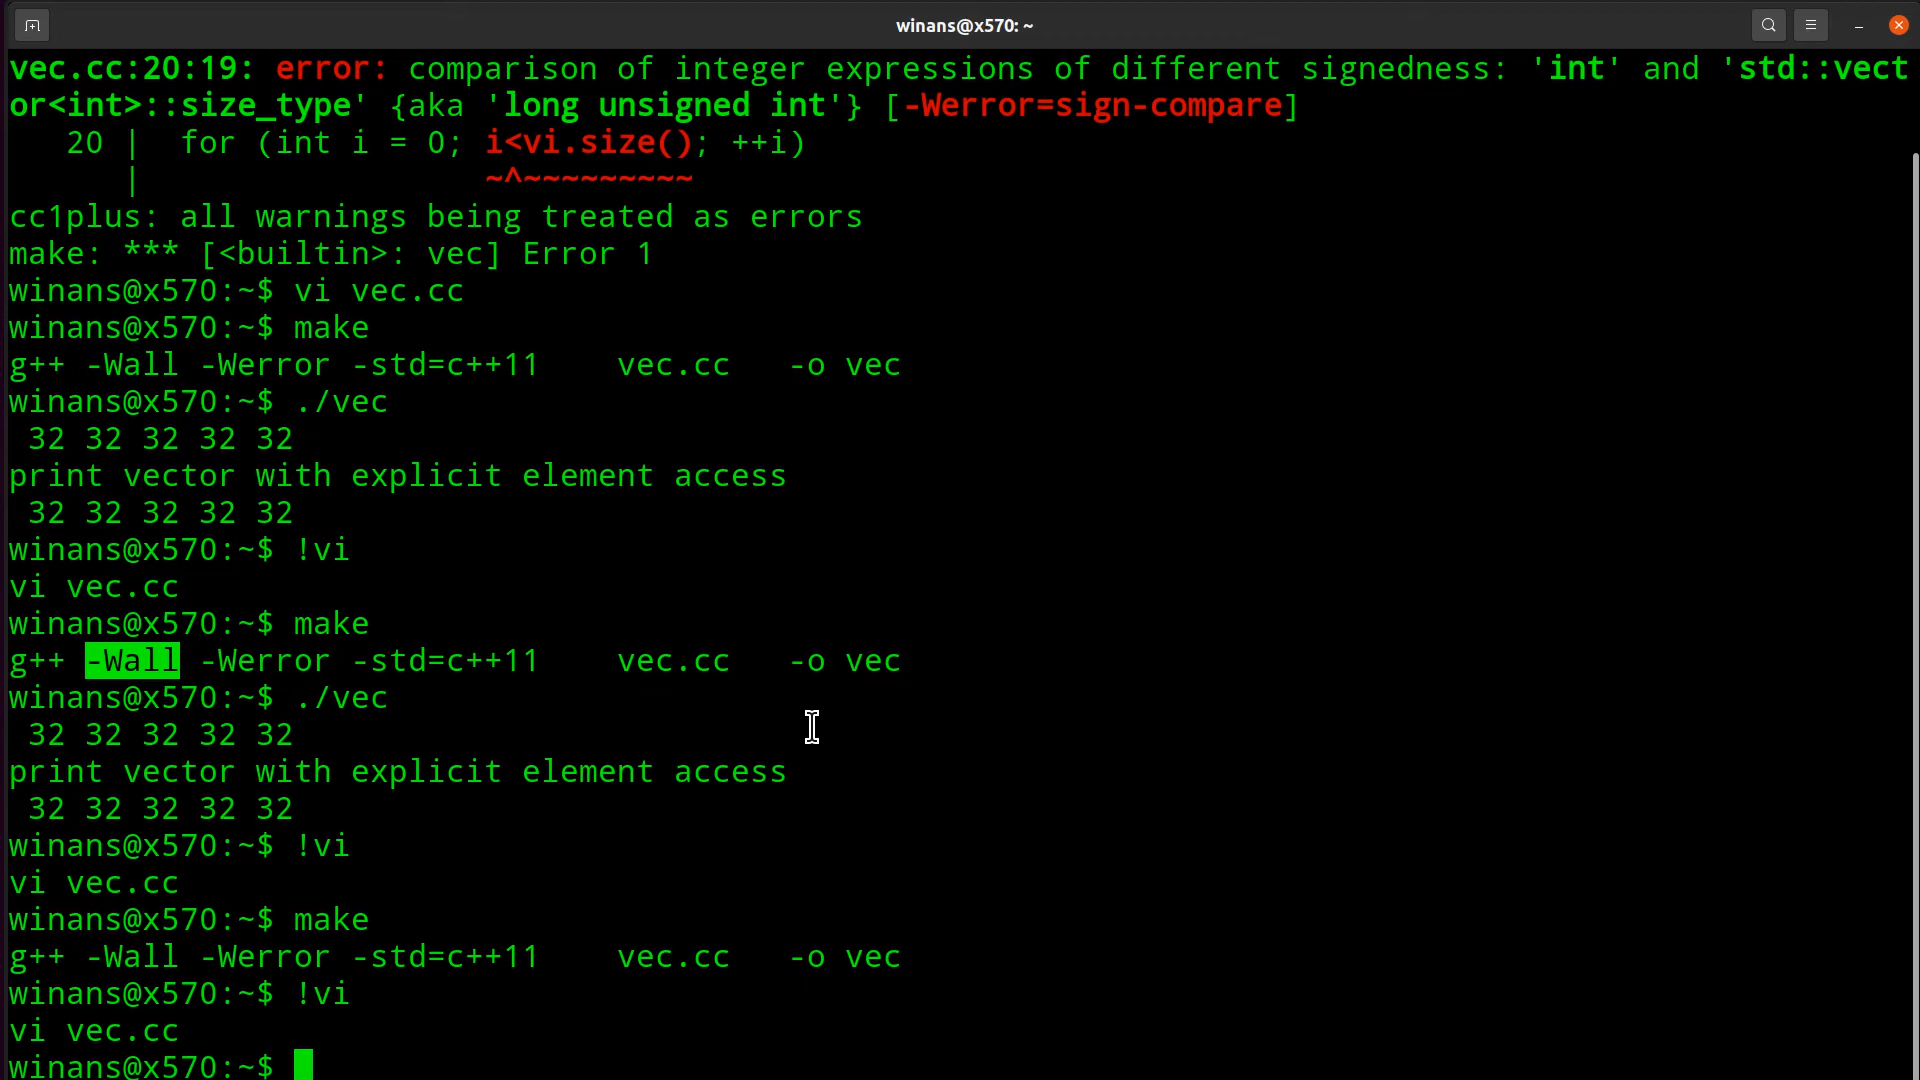 winans@x570: ~
vec.cc:20:19: error: comparison of integer expressions of different signedness: 'int' and 'std::vect
or<int>::size_type' {aka 'long unsigned int'} [-Werror=sign-compare]
   20 |  for (int i = 0; i<vi.size(); ++i)
      |                  ~^~~~~~~~~~
cc1plus: all warnings being treated as errors
make: *** [<builtin>: vec] Error 1
winans@x570:~$ vi vec.cc
winans@x570:~$ make
g++ -Wall -Werror -std=c++11    vec.cc   -o vec
winans@x570:~$ ./vec
 32 32 32 32 32
print vector with explicit element access
 32 32 32 32 32
winans@x570:~$ !vi
vi vec.cc
winans@x570:~$ make
g++ -Wall -Werror -std=c++11    vec.cc   -o vec
winans@x570:~$ ./vec
 32 32 32 32 32
print vector with explicit element access
 32 32 32 32 32
winans@x570:~$ !vi
vi vec.cc
winans@x570:~$ make
g++ -Wall -Werror -std=c++11    vec.cc   -o vec
winans@x570:~$ !vi
vi vec.cc
winans@x570:~$